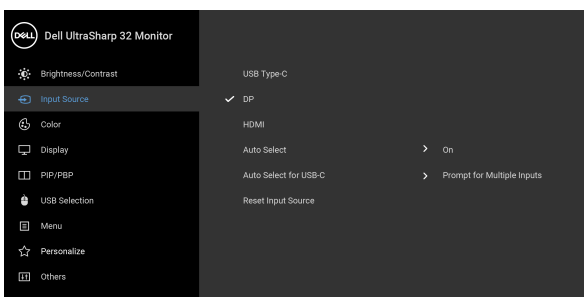 DELL Dell UltraSharp 32 Monitor
Brightness/Contrast
Input Source
Color
Display
PIP/PBP
USB Selection
Menu
Personalize
Others
USB Type-C
DP
HDMI
Auto Select On
Auto Select for USB-C Prompt for Multiple Inputs
Reset Input Source